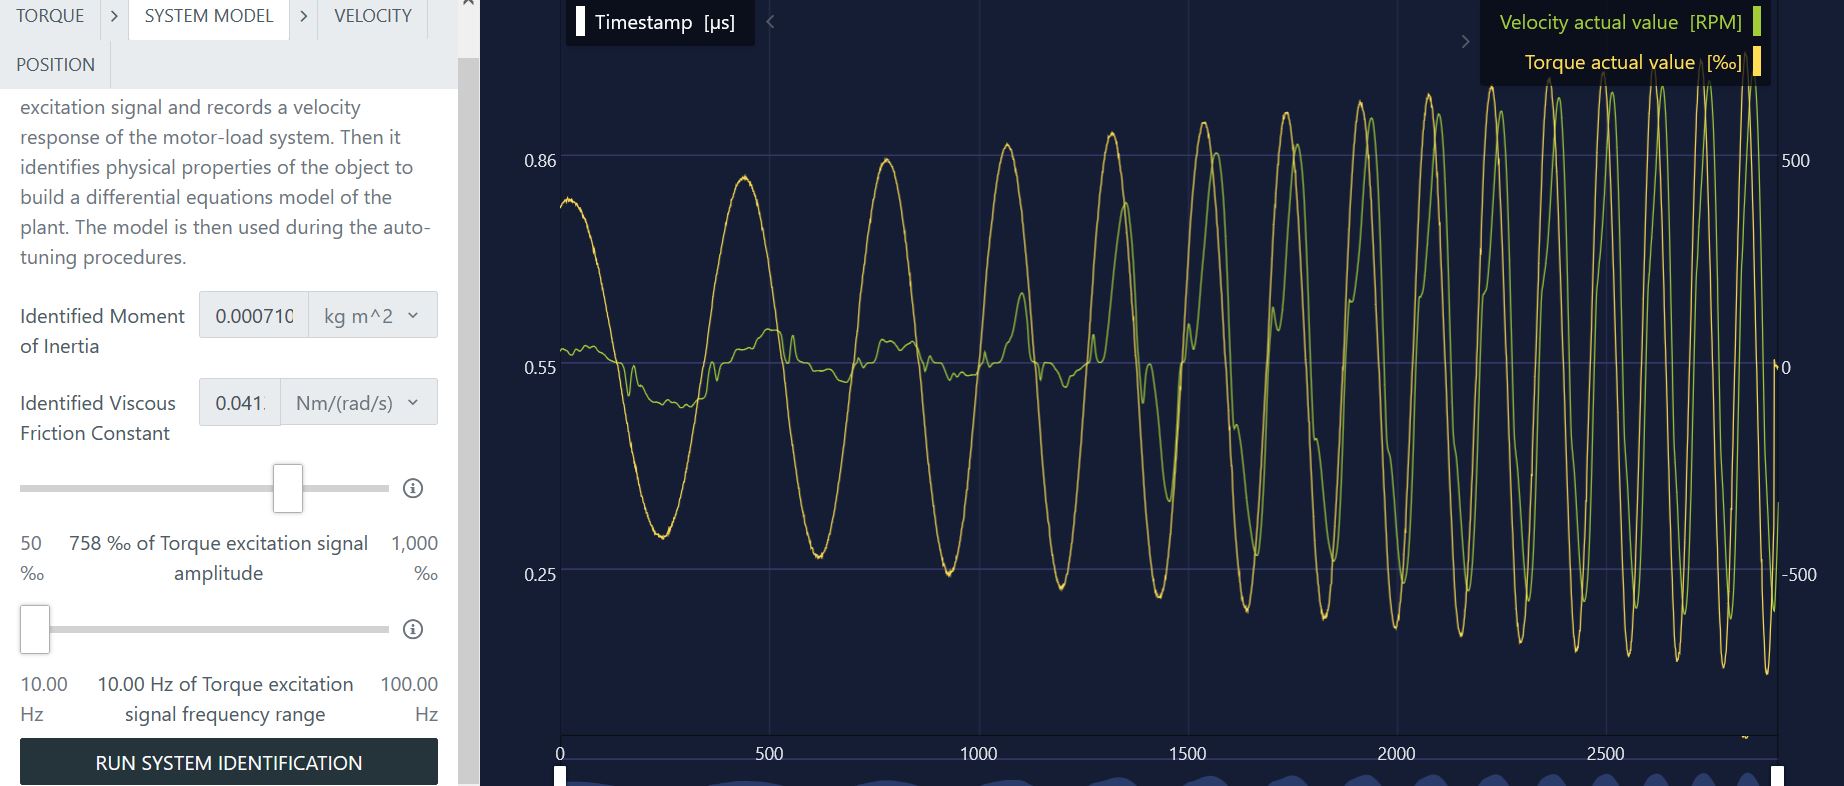 TORQUE > SYSTEM MODEL > VELOCITY
POSITION
excitation signal and records a velocity
response of the motor-load system. Then it
identifies physical properties of the object to
build a differential equations model of the
plant. The model is then used during the auto-
tuning procedures.
Identified Moment
of Inertia
0.000710
kg m^2
Identified Viscous
Friction Constant
0.041
Nm/(rad/s)
50
‰
758 ‰ of Torque excitation signal
amplitude
1,000
‰
10.00
Hz
10.00 Hz of Torque excitation
signal frequency range
100.00
Hz
RUN SYSTEM IDENTIFICATION
Timestamp [µs]
Velocity actual value [RPM]
Torque actual value [‰]
0.86
0.55
0.25
500
0
-500
0
500
1000
1500
2000
2500